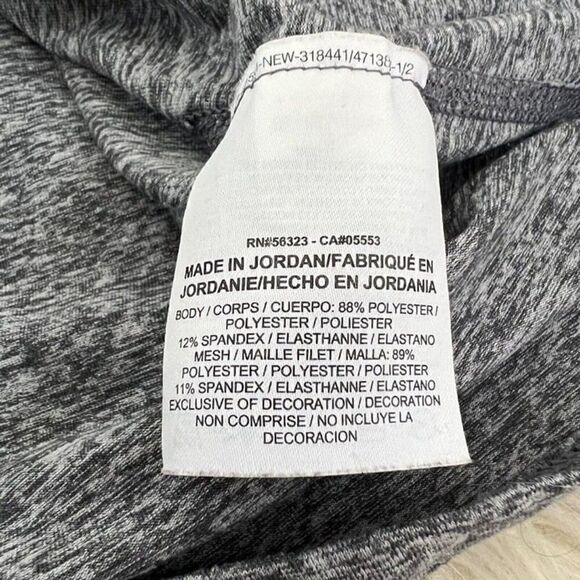 -NEW-318441/47138-1/2
RN#56323 - CA#05553
MADE IN JORDAN/FABRIQUÉ EN
JORDANIE/HECHO EN JORDANIA
BODY / CORPS / CUERPO: 88% POLYESTER /
POLYESTER / POLIESTER
12% SPANDEX / ELASTHANNE / ELASTANO
MESH / MAILLE FILET / MALLA: 89%
POLYESTER / POLYESTER / POLIESTER
11% SPANDEX / ELASTHANNE / ELASTANO
EXCLUSIVE OF DECORATION / DECORATION
NON COMPRISE / NO INCLUYE LA
DECORACION